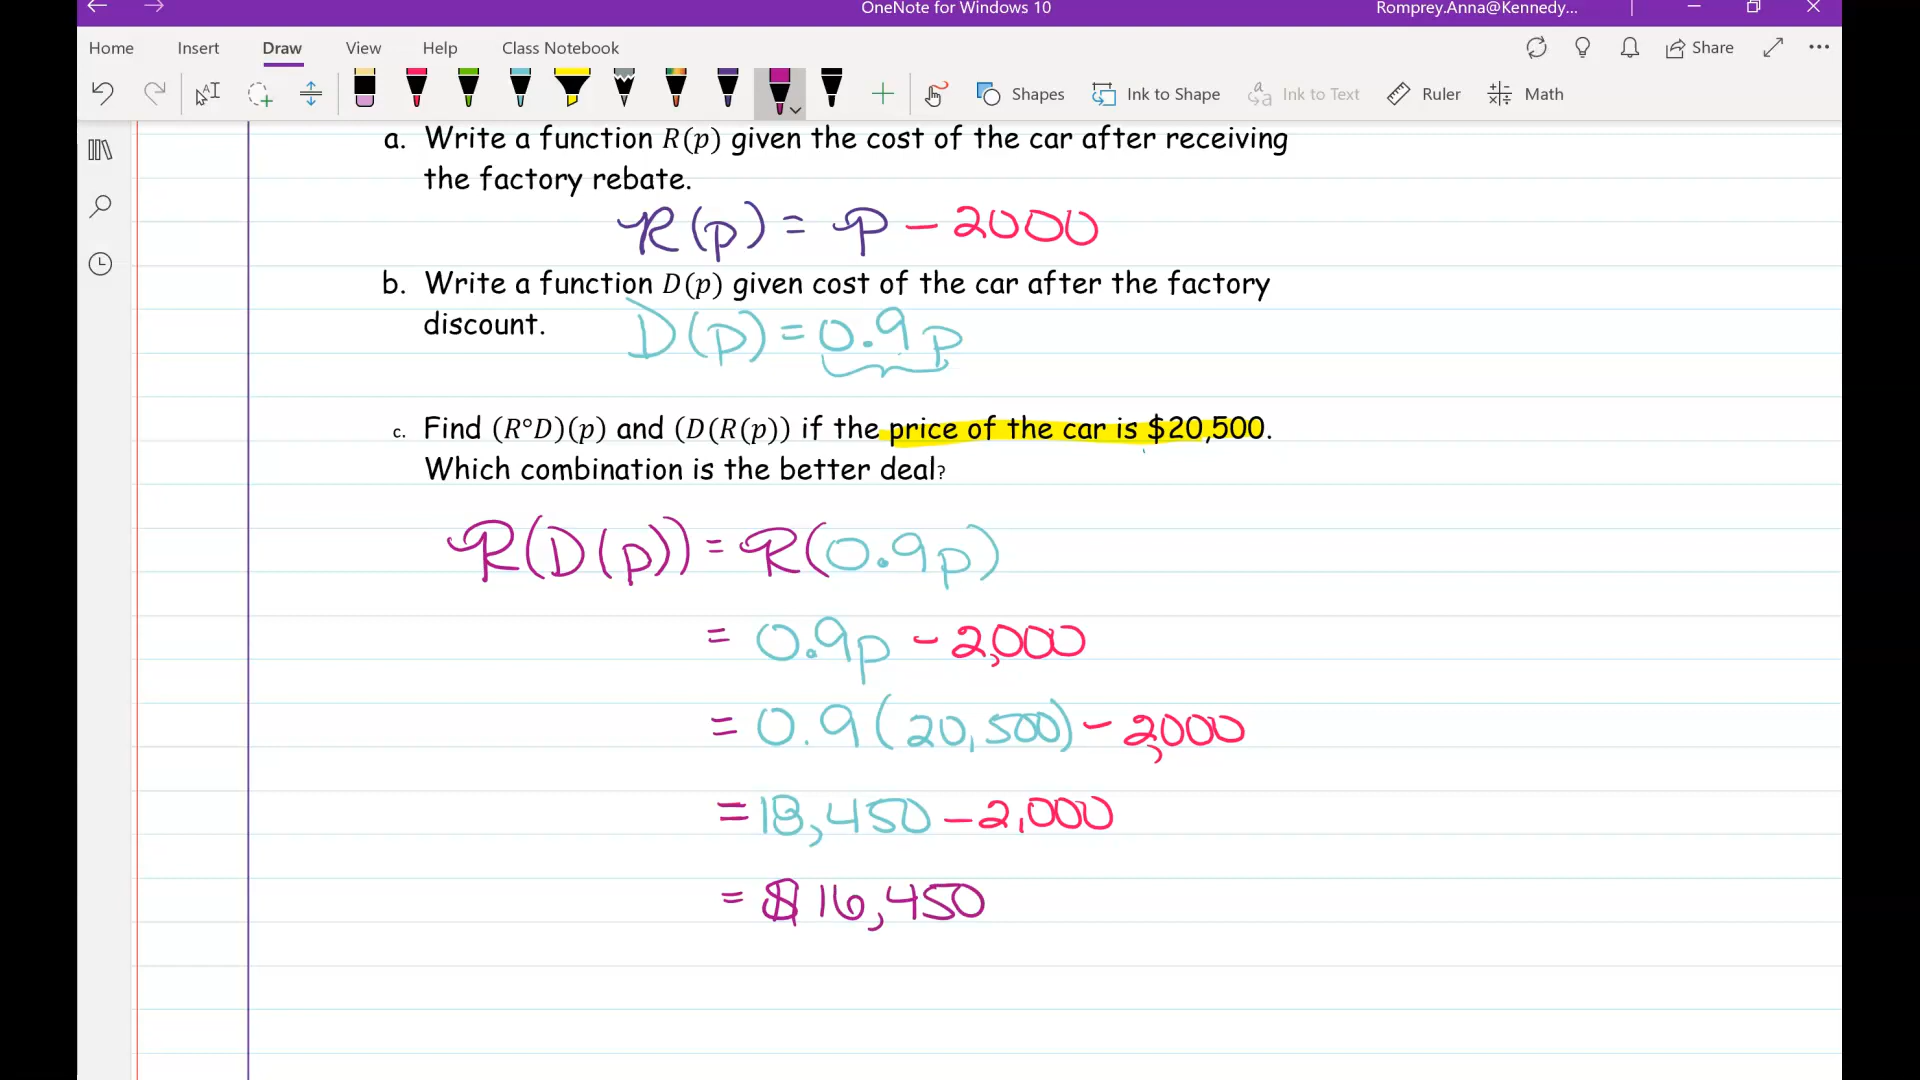 OneNote for Windows 10
Romprey.Anna@Kennedy...
Home Insert Draw View Help Class Notebook
Share
Shapes Ink to Shape Ink to Text Ruler Math
a. Write a function R(p) given the cost of the car after receiving
the factory rebate.
R(p) = p - 2000
b. Write a function D(p) given cost of the car after the factory
discount.
D(p) = 0.9p
c. Find (R°D)(p) and (D(R(p)) if the price of the car is $20,500.
Which combination is the better deal?
R(D(p)) = R(0.9p)
= 0.9p - 2,000
= 0.9(20,500) - 2,000
= 18,450 - 2,000
= $16,450